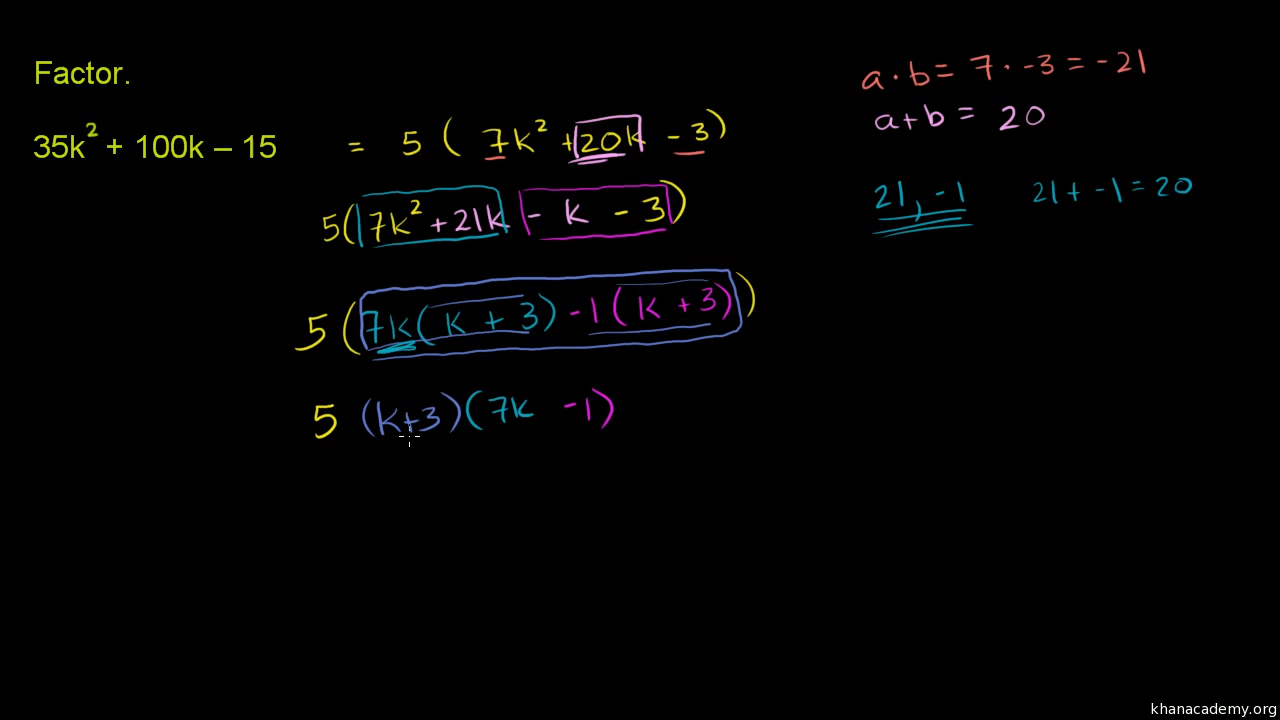 Factor.
35k² + 100k – 15 = 5 ( 7k² + 20k - 3 )
5(7k² + 21k - k - 3)
5 (7k(k + 3) -1 (k + 3))
5 (k+3)(7k -1)
a · b = 7 · -3 = -21
a + b = 20
21, -1 21 + -1 = 20
khanacademy.org